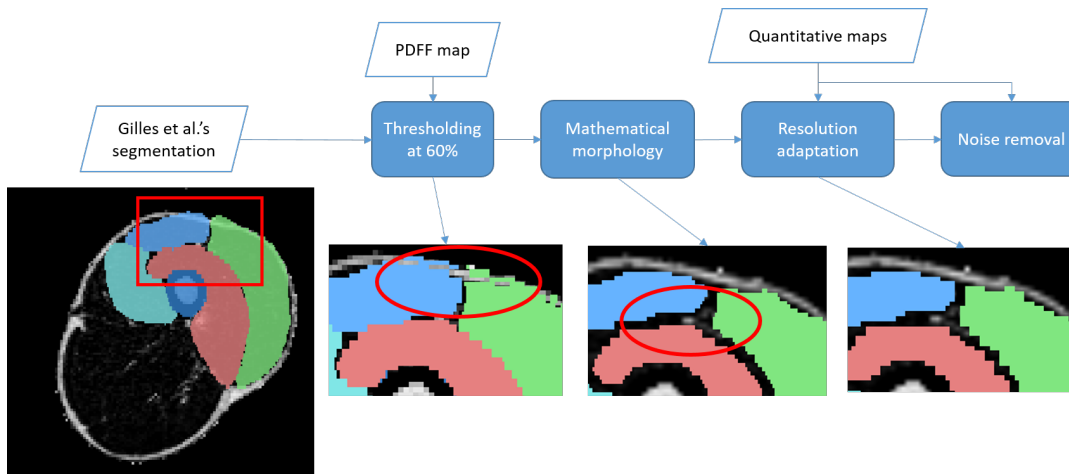 PDFF map
Quantitative maps
Gilles et al.'s
segmentation
Thresholding
at 60%
Mathematical
morphology
Resolution
adaptation
Noise removal